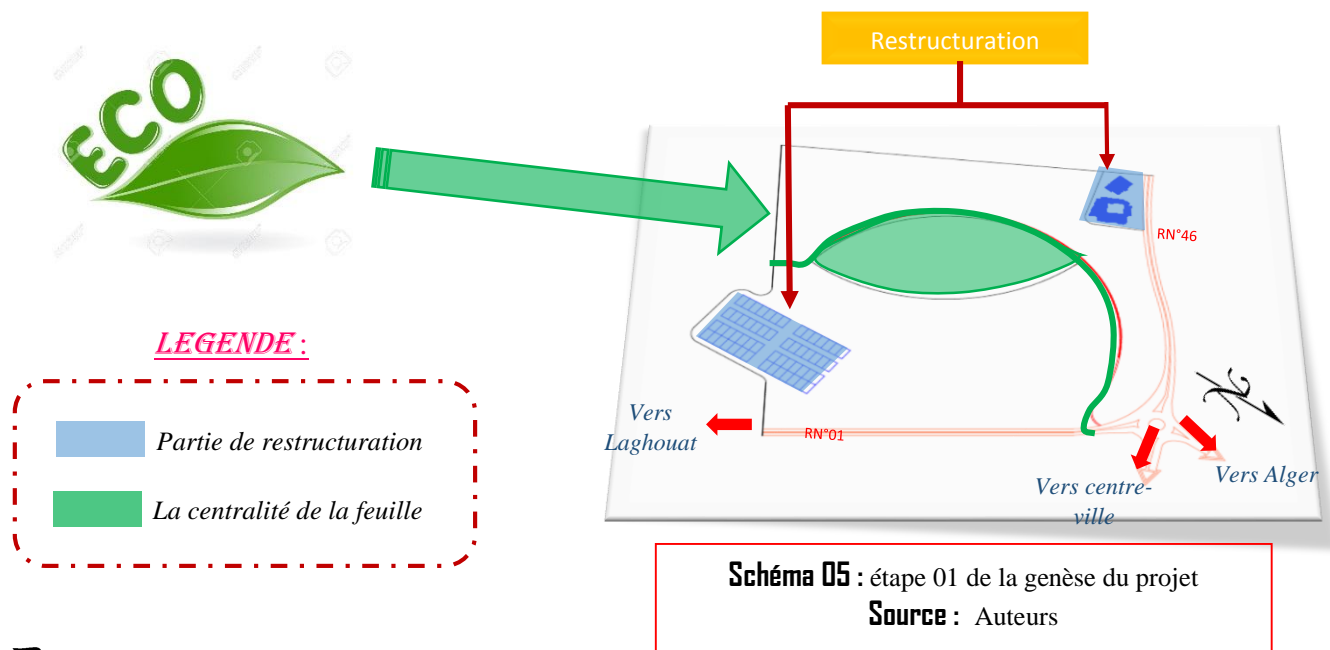 Restructuration
ECO
RN°46
LEGENDE :
Partie de restructuration
La centralité de la feuille
Vers
Laghouat
RN°01
N
Vers centre-
ville
Vers Alger
Schéma 05 : étape 01 de la genèse du projet
Source : Auteurs